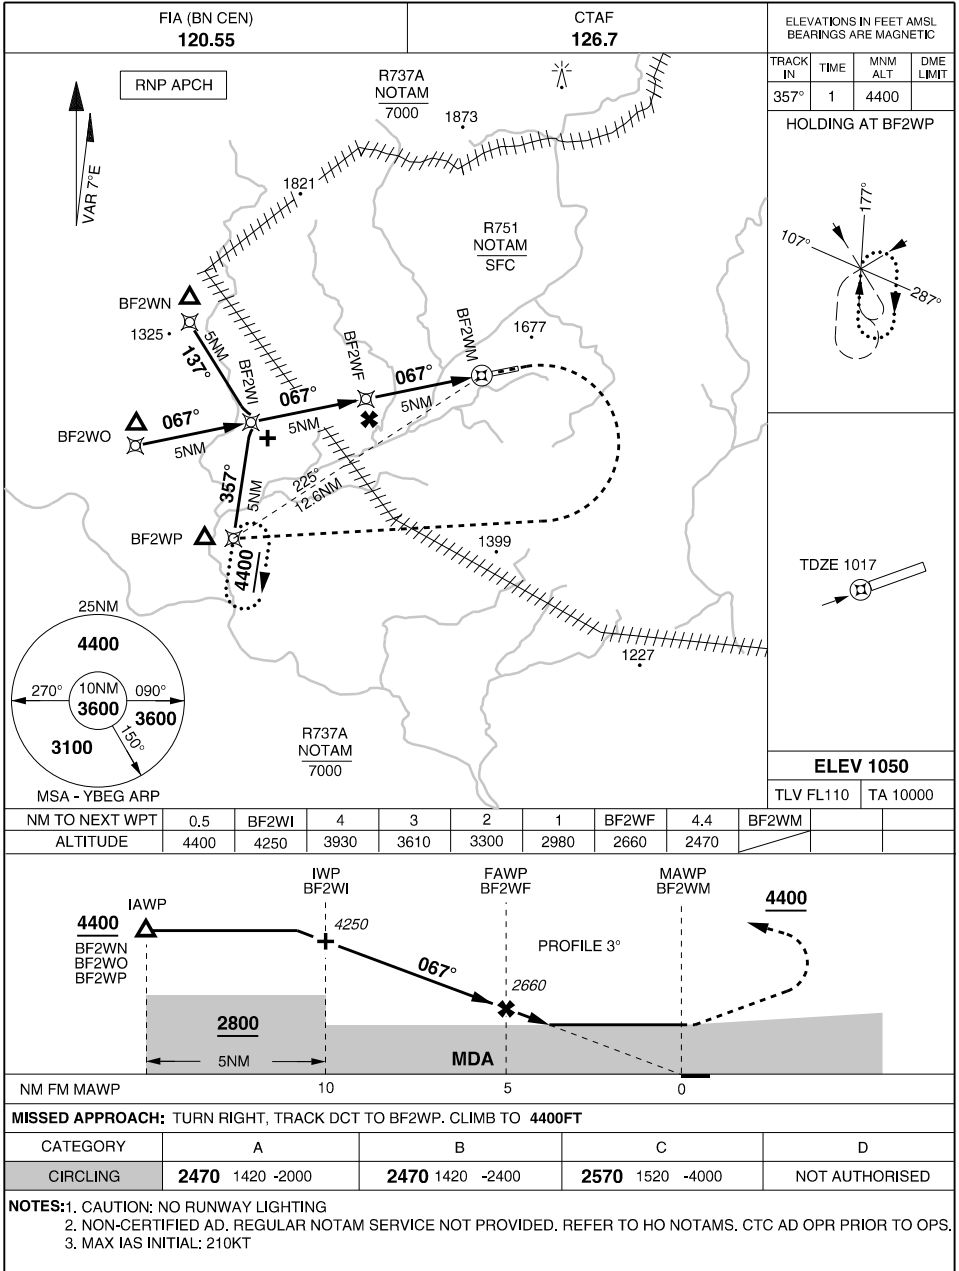 FIA (BN CEN)
120.55
CTAF
126.7
ELEVATIONS IN FEET AMSL
BEARINGS ARE MAGNETIC
TRACK IN TIME MNM ALT DME LIMIT
357° 1 4400
HOLDING AT BF2WP
177°
107°
287°
RNP APCH
VAR 7°E
R737A
NOTAM
7000
1873
1821
R751
NOTAM
SFC
BF2WN
1325
5NM
137°
BF2WI
BF2WF
BF2WM
1677
067°
5NM
067°
5NM
BF2WO
067°
5NM
357°
5NM
225°
12.6NM
BF2WP
4400
1399
1227
TDZE 1017
25NM
4400
270°
10NM
3600
090°
3600
150°
3100
MSA - YBEG ARP
R737A
NOTAM
7000
ELEV 1050
TLV FL110 TA 10000
NM TO NEXT WPT 0.5 BF2WI 4 3 2 1 BF2WF 4.4 BF2WM
ALTITUDE 4400 4250 3930 3610 3300 2980 2660 2470
IAWP
4400
BF2WN
BF2WO
BF2WP
IWP
BF2WI
4250
FAWP
BF2WF
2660
MAWP
BF2WM
4400
PROFILE 3°
067°
2800
5NM
MDA
NM FM MAWP 10 5 0
MISSED APPROACH: TURN RIGHT, TRACK DCT TO BF2WP. CLIMB TO 4400FT
CATEGORY A B C D
CIRCLING 2470 1420 -2000 2470 1420 -2400 2570 1520 -4000 NOT AUTHORISED
NOTES:1. CAUTION: NO RUNWAY LIGHTING
2. NON-CERTIFIED AD. REGULAR NOTAM SERVICE NOT PROVIDED. REFER TO HO NOTAMS. CTC AD OPR PRIOR TO OPS.
3. MAX IAS INITIAL: 210KT